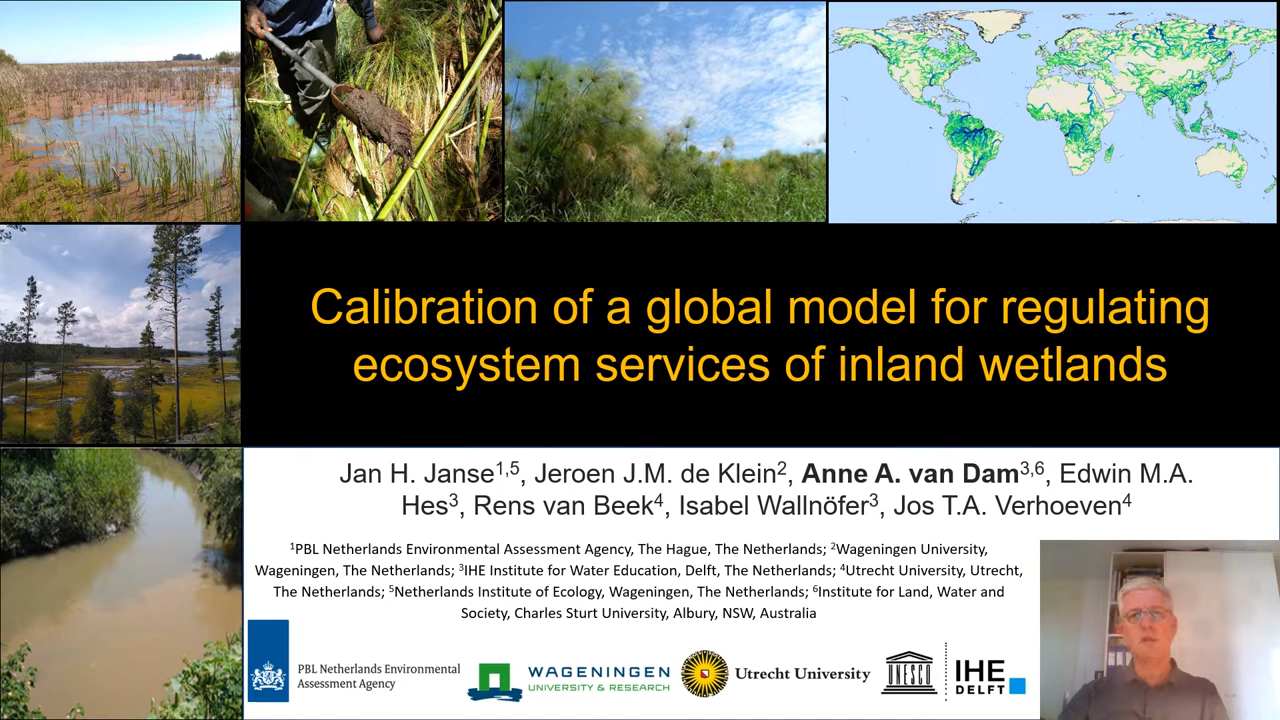 Calibration of a global model for regulating
ecosystem services of inland wetlands
Jan H. Janse1,5, Jeroen J.M. de Klein2, Anne A. van Dam3,6, Edwin M.A.
Hes3, Rens van Beek4, Isabel Wallnöfer3, Jos T.A. Verhoeven4
1PBL Netherlands Environmental Assessment Agency, The Hague, The Netherlands; 2Wageningen University,
Wageningen, The Netherlands; 3IHE Institute for Water Education, Delft, The Netherlands; 4Utrecht University, Utrecht,
The Netherlands; 5Netherlands Institute of Ecology, Wageningen, The Netherlands; 6Institute for Land, Water and
Society, Charles Sturt University, Albury, NSW, Australia
PBL Netherlands Environmental
Assessment Agency
WAGENINGEN
UNIVERSITY & RESEARCH
Utrecht University
UNESCO
IHE
DELFT